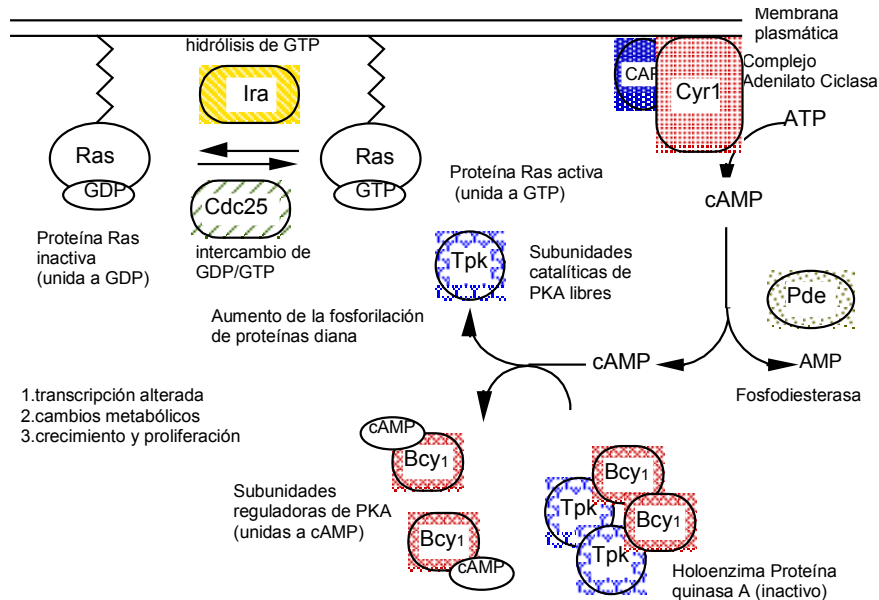 Membrana
plasmática
hidrólisis de GTP
Ira
CAP
Cyr1
Complejo
Adenilato Ciclasa
ATP
Ras
GDP
Ras
GTP
Cdc25
Proteína Ras activa
(unida a GTP)
cAMP
Proteína Ras
inactiva
(unida a GDP)
intercambio de
GDP/GTP
Tpk
Subunidades
catalíticas de
PKA libres
Pde
Aumento de la fosforilación
de proteínas diana
cAMP
AMP
Fosfodiesterasa
1.transcripción alterada
2.cambios metabólicos
3.crecimiento y proliferación
cAMP
Bcy1
Subunidades
reguladoras de PKA
(unidas a cAMP)
Bcy1
cAMP
Bcy1
Tpk
Bcy1
Tpk
Holoenzima Proteína
quinasa A (inactivo)